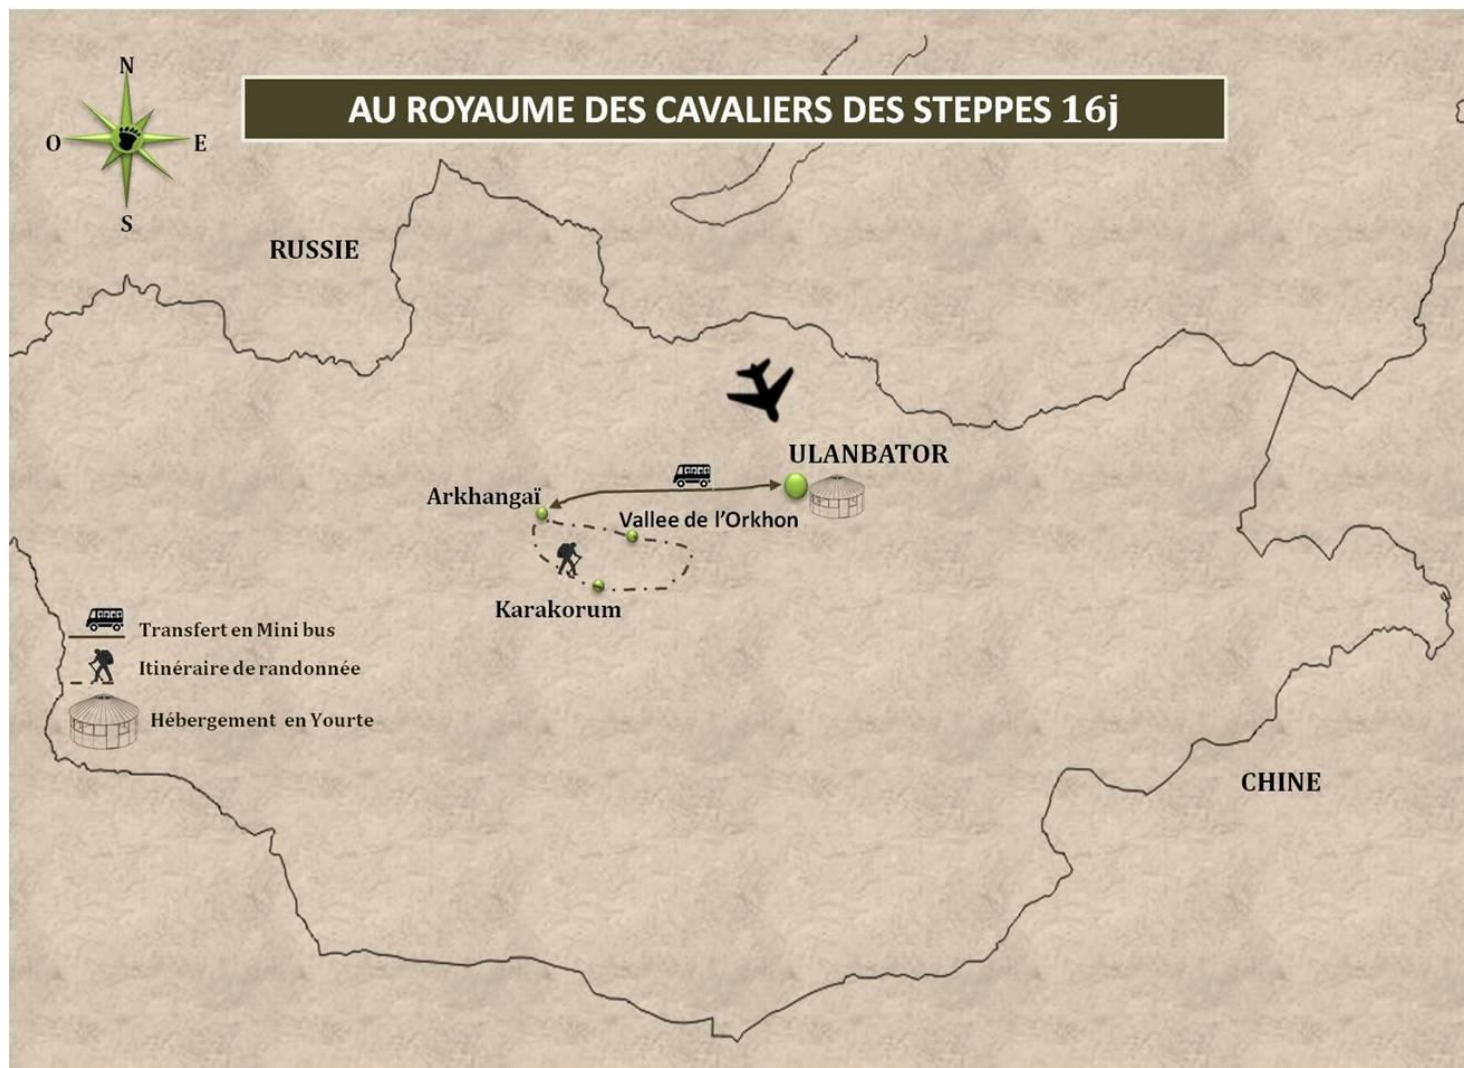 N
AU ROYAUME DES CAVALIERS DES STEPPES 16j
O
E
S
RUSSIE
ULANBATOR
Arkhangaï
Vallee de l'Orkhon
Karakorum
Transfert en Mini bus
Itinéraire de randonnée
Hébergement en Yourte
CHINE